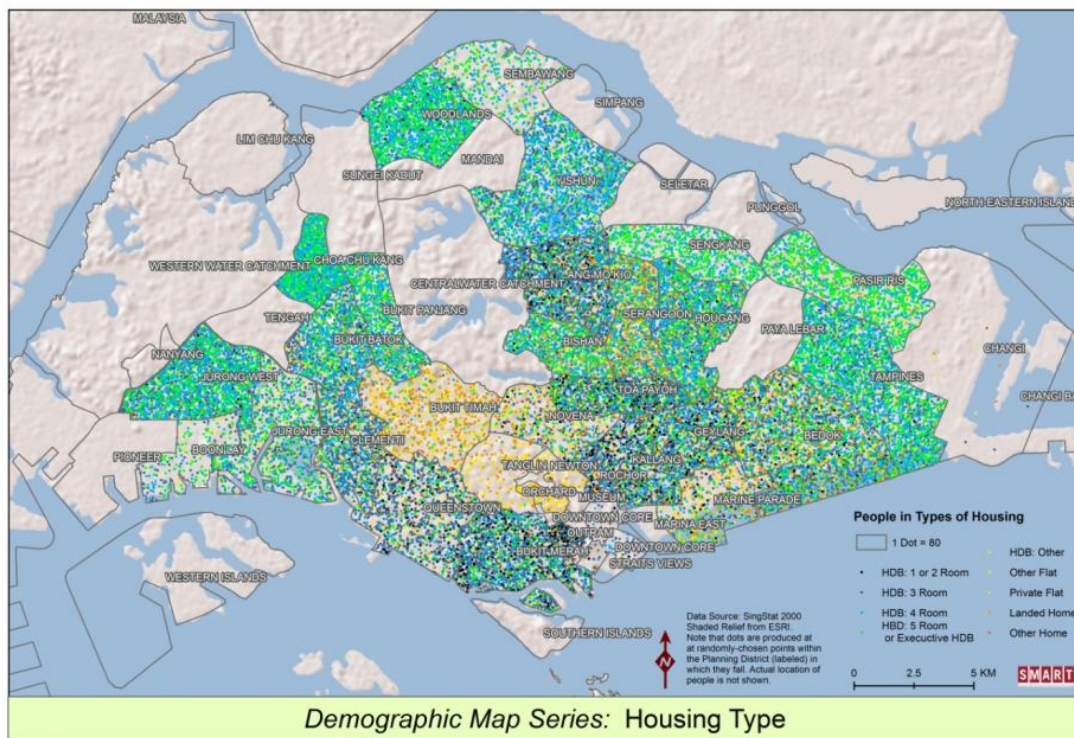 MALAYSIA
SEMBAWANG
SIMPANG
WOODLANDS
LIM CHU KANG
MANDAI
SUNGEI KADUT
YISHUN
SELETAR
PUNGGOL
NORTH-EASTERN ISLAND
SENGKANG
WESTERN WATER CATCHMENT
CHOA CHU KANG
CENTRALWATER CATCHMENT
ANG MO KIO
PASIR RIS
BUKIT PANJANG
TENGAH
SERANGOON
HOUGANG
PAYA LEBAR
BUKIT BATOK
BISHAN
CHANGI
NANYANG
JURONG WEST
TAMPINES
TOA PAYOH
CHANGI BA
BUKIT TIMAH
NOVENA
JURONG EAST
CLEMENTI
GEYLANG
BEDOK
BOON LAY
PIONEER
TANGLIN
NEWTON
KALLANG
ROCHOR
ORCHARD
MUSEUM
MARINE PARADE
QUEENSTOWN
DOWNTOWN CORE
MARINA EAST
OUTRAM
BUKIT MERAH
DOWNTOWN CORE
STRAITS VIEWS
WESTERN ISLANDS
SOUTHERN ISLANDS
People in Types of Housing
1 Dot = 80
HDB: 1 or 2 Room
HDB: 3 Room
HDB: 4 Room
HBD: 5 Room
or Executive HDB
HDB: Other
Other Flat
Private Flat
Landed Home
Other Home
Data Source: SingStat 2000
Shaded Relief from ESRI.
Note that dots are produced at
at randomly-chosen points within
the Planning District (labeled) in
which they fall. Actual location of
people is not shown.
N
0 2.5 5 KM
SMART
Demographic Map Series: Housing Type